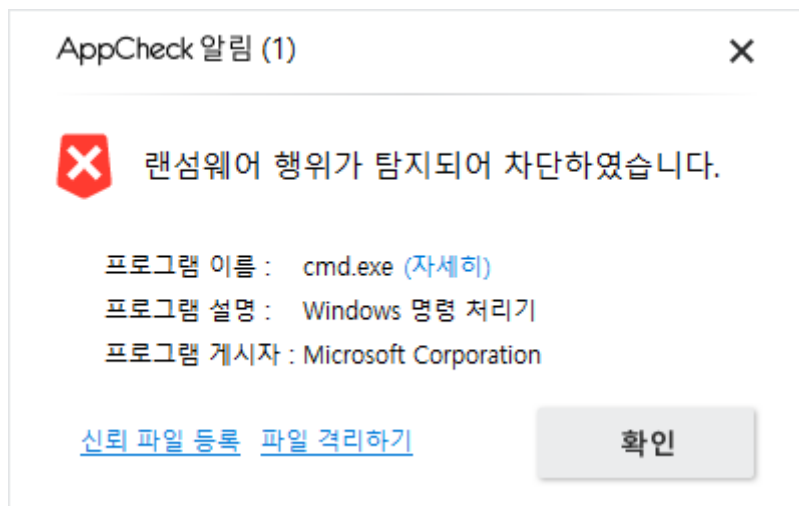 AppCheck 알림 (1)
랜섬웨어 행위가 탐지되어 차단하였습니다.
프로그램 이름 : cmd.exe (자세히)
프로그램 설명 : Windows 명령 처리기
프로그램 게시자 : Microsoft Corporation
신뢰 파일 등록 파일 격리하기 확인